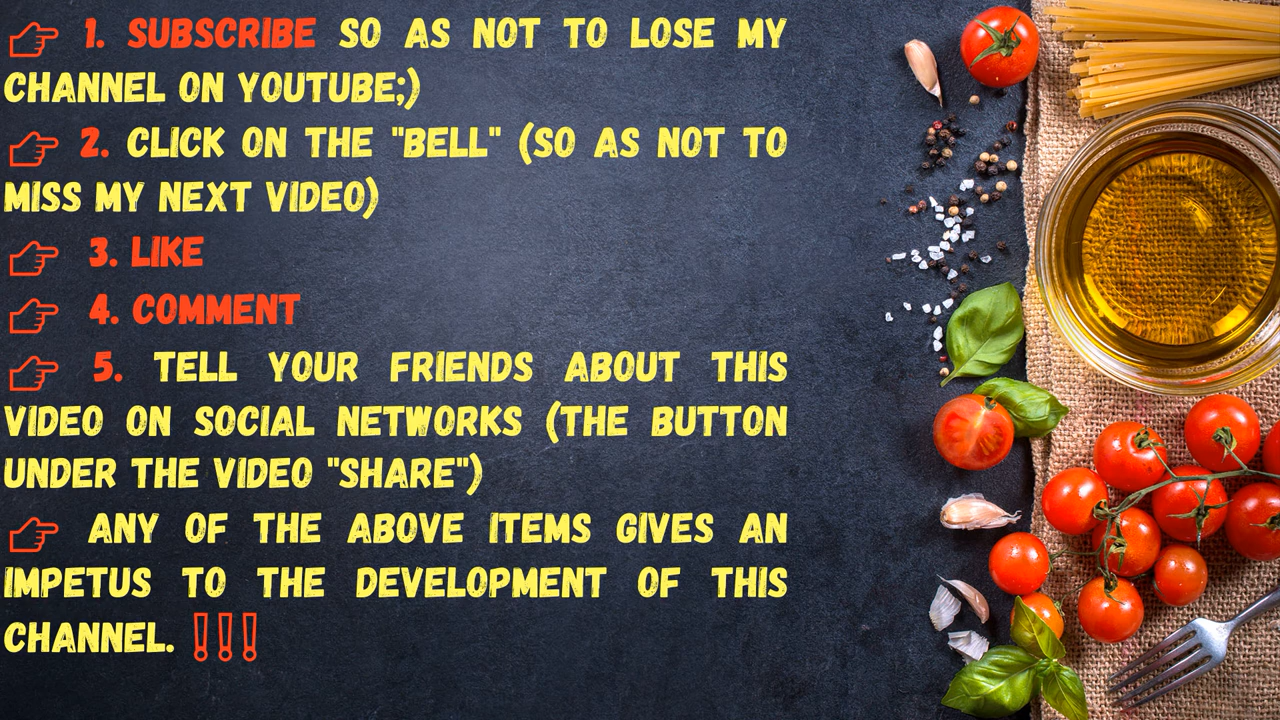 👉 1. SUBSCRIBE SO AS NOT TO LOSE MY
CHANNEL ON YOUTUBE;)
👉 2. CLICK ON THE "BELL" (SO AS NOT TO
MISS MY NEXT VIDEO)
👉 3. LIKE
👉 4. COMMENT
👉 5. TELL YOUR FRIENDS ABOUT THIS
VIDEO ON SOCIAL NETWORKS (THE BUTTON
UNDER THE VIDEO "SHARE")
👉 ANY OF THE ABOVE ITEMS GIVES AN
IMPETUS TO THE DEVELOPMENT OF THIS
CHANNEL. !!!